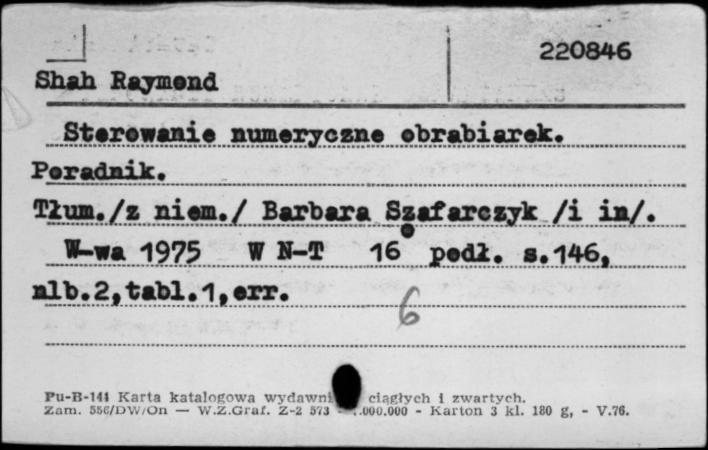 220846
Shah Raymond
Sterowanie numeryczne obrabiarek.
Poradnik.
Tłum./z niem./ Barbara Szafarczyk /i in/.
W-wa 1975 W N-T 16° podł. s.146,
nlb.2,tabl.1,err.
6
Pu-B-144 Karta katalogowa wydawni ciągłych i zwartych.
Zam. 556/DW/On — W.Z.Graf. Z-2 573 - .000.000 - Karton 3 kl. 180 g, - V.76.